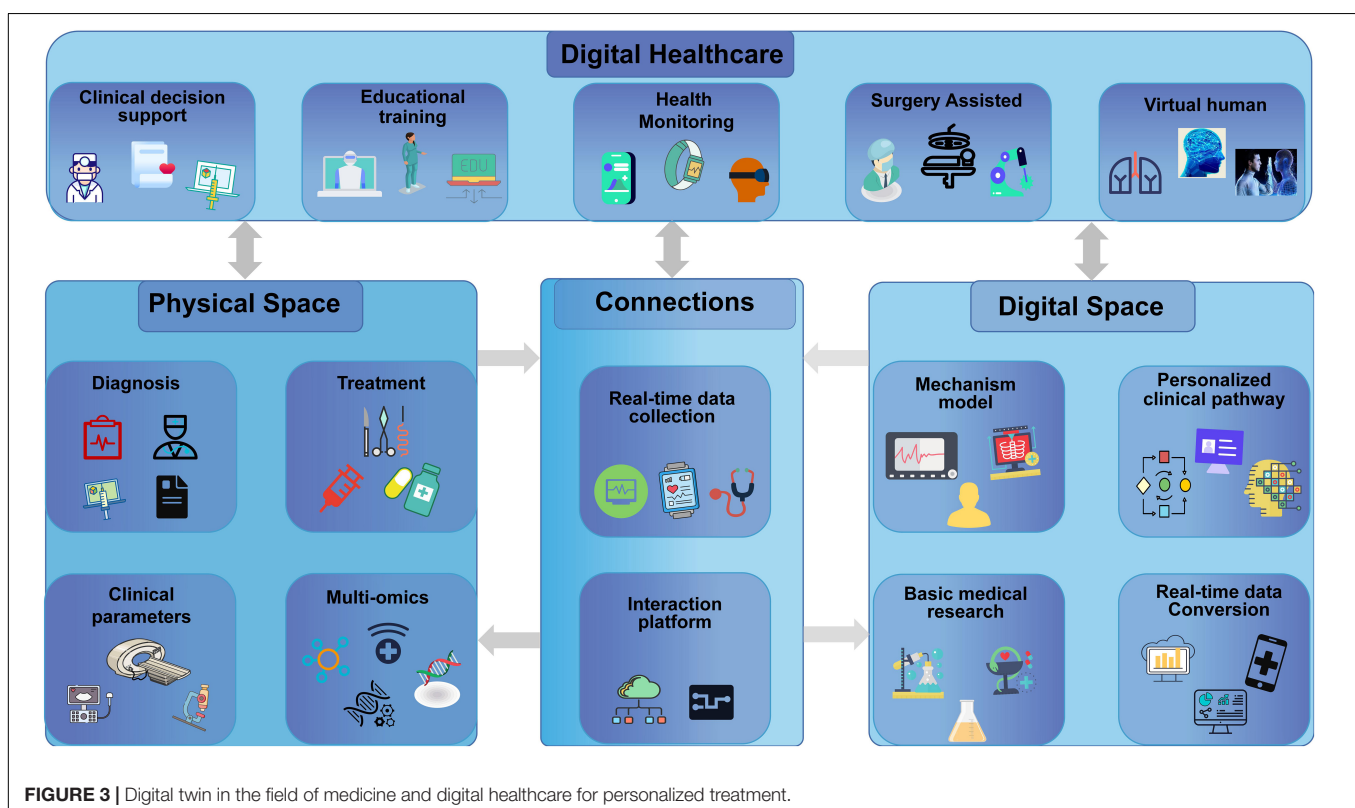 Digital Healthcare
Clinical decision
support
Educational
training
EDU
Health
Monitoring
Surgery Assisted
Virtual human
Physical Space
Diagnosis
Treatment
Clinical
parameters
Multi-omics
Connections
Real-time data
collection
Interaction
platform
Digital Space
Mechanism
model
Personalized
clinical pathway
Basic medical
research
Real-time data
Conversion
FIGURE 3 | Digital twin in the field of medicine and digital healthcare for personalized treatment.